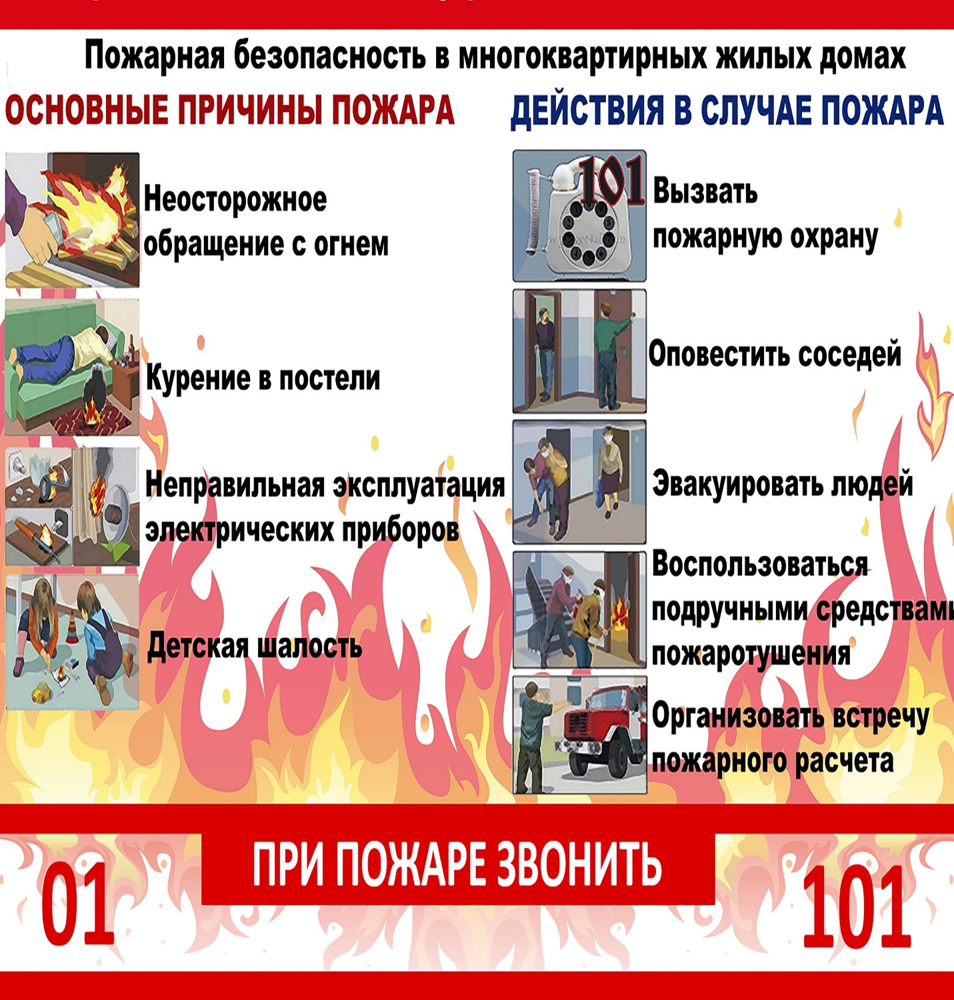 Пожарная безопасность в многоквартирных жилых домах
ОСНОВНЫЕ ПРИЧИНЫ ПОЖАРА
Неосторожное
обращение с огнем
Курение в постели
Неправильная эксплуатация
электрических приборов
Детская шалость
ДЕЙСТВИЯ В СЛУЧАЕ ПОЖАРА
101
Вызвать
пожарную охрану
Оповестить соседей
Эвакуировать людей
Воспользоваться
подручными средствами
пожаротушения
Организовать встречу
пожарного расчета
ПРИ ПОЖАРЕ ЗВОНИТЬ
01
101